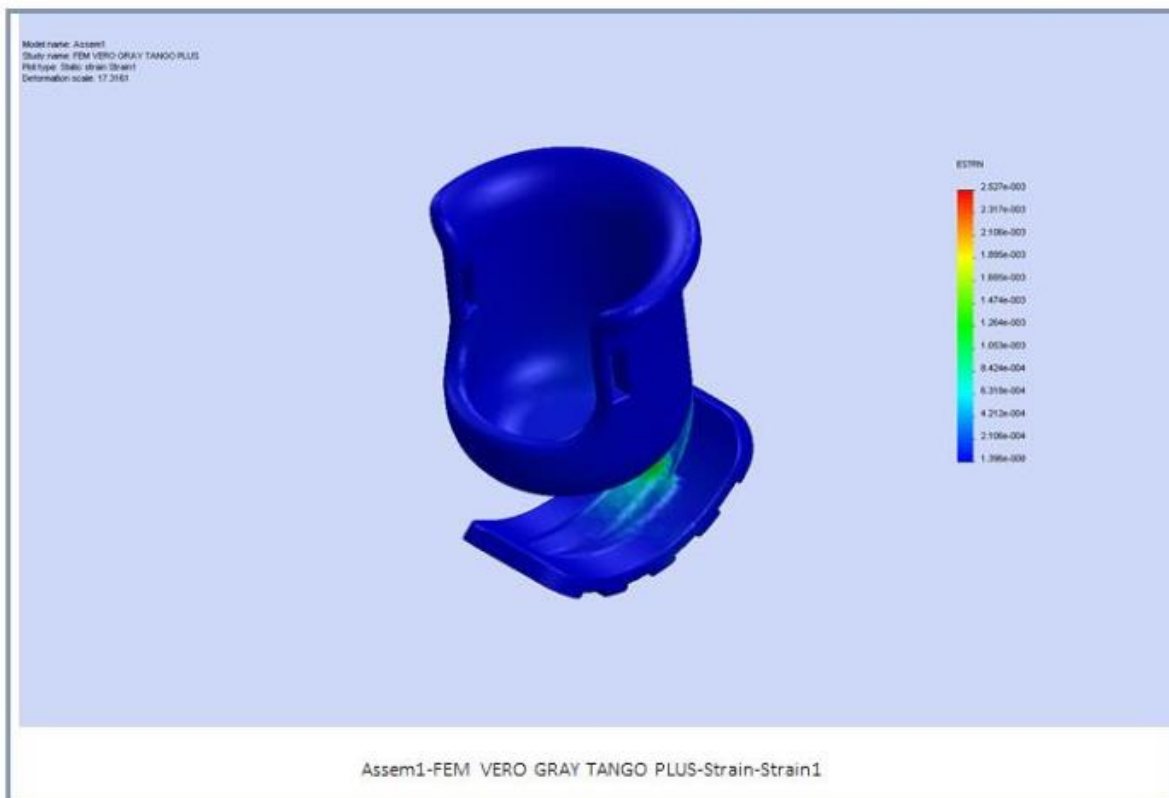 Model name: Assem1
Study name: FEM VERO GRAY TANGO PLUS
Plot type: Static strain Strain1
Deformation scale: 17.3161
ESTRN
2.527e-003
2.317e-003
2.106e-003
1.895e-003
1.685e-003
1.474e-003
1.264e-003
1.053e-003
8.424e-004
6.318e-004
4.212e-004
2.106e-004
Assem1-FEM VERO GRAY TANGO PLUS-Strain-Strain1